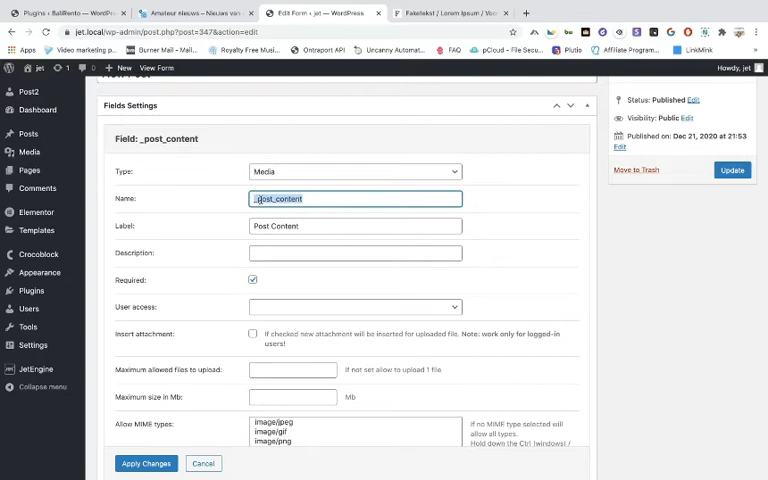 Plugins ‹ BaliRento — WordPress
Amateur nieuws – Nieuws van
Edit Form ‹ jet — WordPress
Faketekst / Lorem Ipsum / Voor
jet.local/wp-admin/post.php?post=347&action=edit
Apps
Video marketing p...
Burner Mail - Mail...
Royalty Free Musi...
Ontraport API
Uncanny Automat...
FAQ
pCloud - File Secu...
Plutio
Affiliate Program...
LinkMink
jet
1
0
New
View Form
Howdy, jet
Post2
Dashboard
Posts
Media
Pages
Comments
Elementor
Templates
Crocoblock
Appearance
Plugins
Users
Tools
Settings
JetEngine
Collapse menu
Fields Settings
Field: _post_content
Type:
Media
Name:
_post_content
Label:
Post Content
Description:
Required:
User access:
Insert attachment:
If checked new attachment will be inserted for uploaded file. Note: work only for logged-in
users!
Maximum allowed files to upload:
If not set allow to upload 1 file
Maximum size in Mb:
Mb
Allow MIME types:
image/jpeg
image/gif
image/png
If no MIME type selected will
allow all types.
Hold down the Ctrl (windows) /
Apply Changes
Cancel
Status: Published Edit
Visibility: Public Edit
Published on: Dec 21, 2020 at 21:53
Edit
Move to Trash
Update